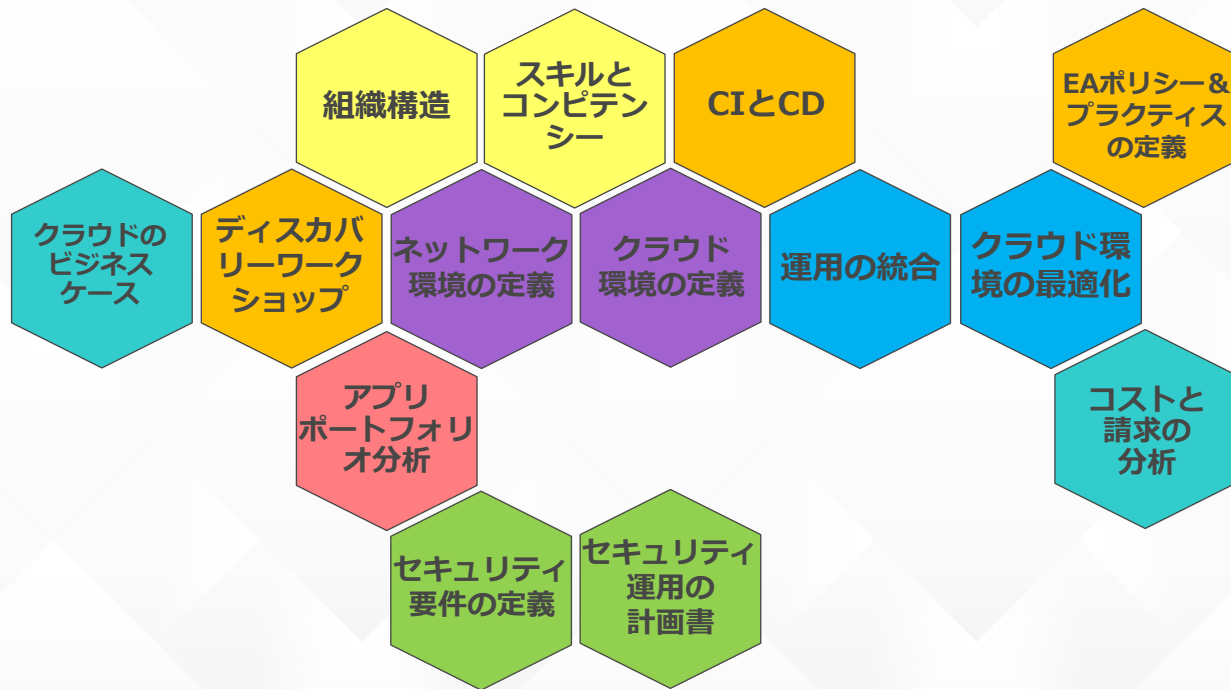 組織構造
スキルと
コンピテン
シー
CIとCD
EAポリシー＆
プラクティス
の定義
クラウドの
ビジネス
ケース
ディスカバ
リーワーク
ショップ
ネットワーク
環境の定義
クラウド
環境の定義
運用の統合
クラウド環
境の最適化
アプリ
ポートフォリ
オ分析
コストと
請求の
分析
セキュリティ
要件の定義
セキュリティ
運用の
計画書